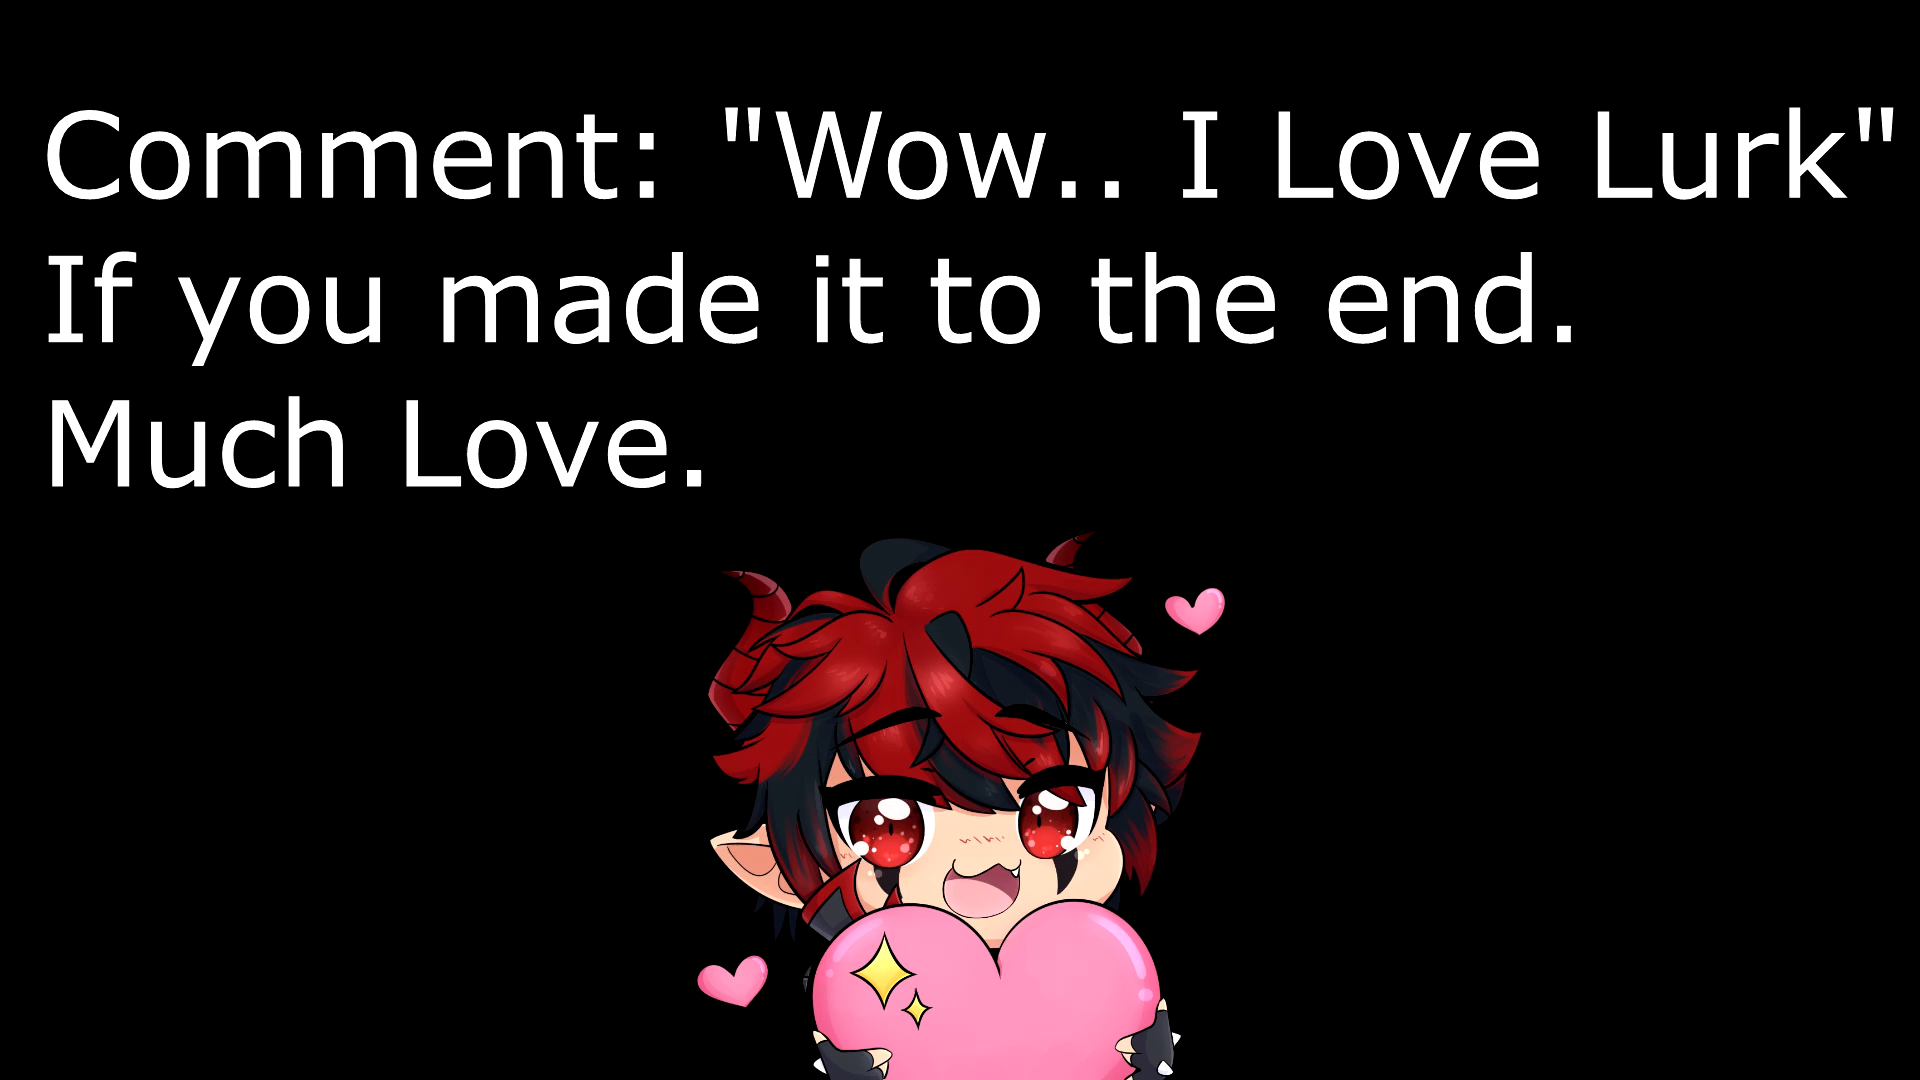 Comment: "Wow.. I Love Lurk"
If you made it to the end.
Much Love.